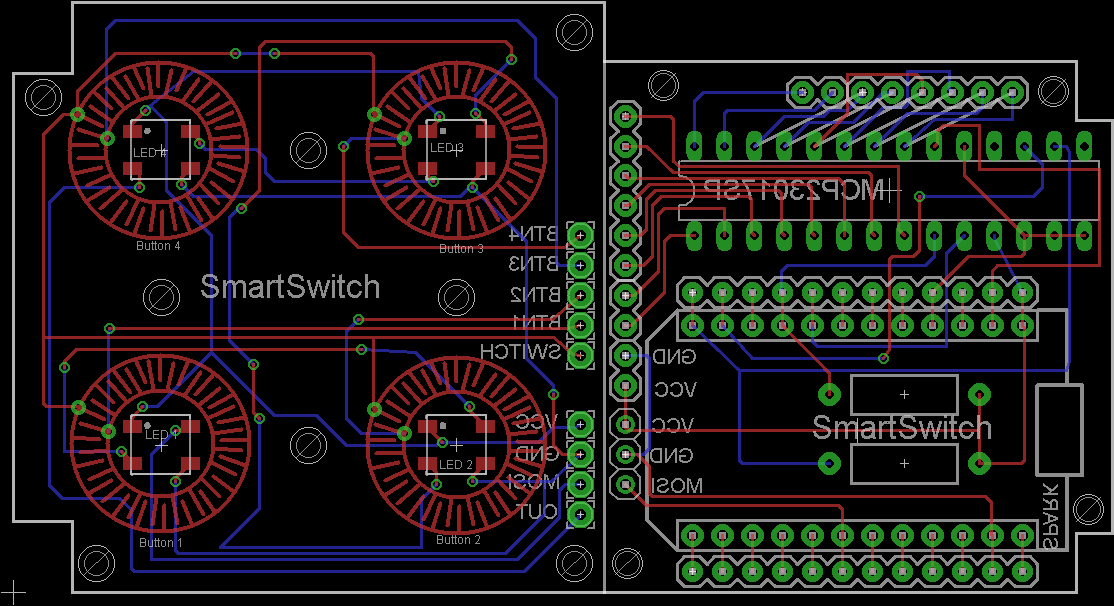 LED 4
LED 3
Button 4
Button 3
SmartSwitch
BTN4
BTN3
BTN2
BTN1
SWITCH
LED 1
LED 2
Button 1
Button 2
VCC
GND
MOSI
OUT
MCP23017SP
GND
VCC
VCC
GND
MOSI
SmartSwitch
SPARK